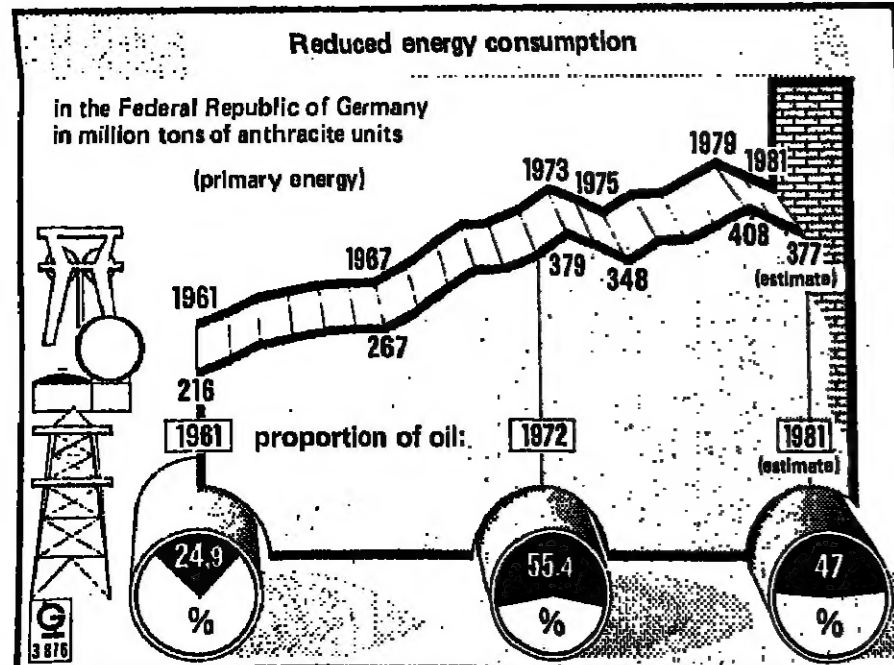 Reduced energy consumption
in the Federal Republic of Germany
in million tons of anthracite units
(primary energy)
1961
1967
1973
1975
1979
1981
216
267
379
348
408
377
(estimate)
1961
proportion of oil:
1972
1981
(estimate)
24.9
%
55.4
%
47
%
G
3 876